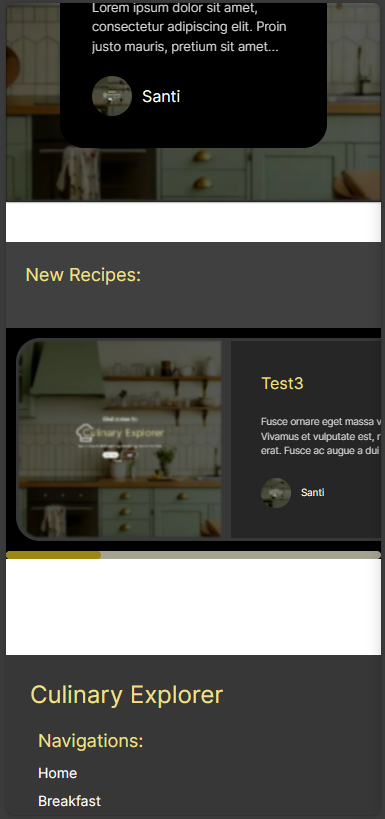 Lorem ipsum dolor sit amet,
consectetur adipiscing elit. Proin
justo mauris, pretium sit amet...
Santi
New Recipes:
Culinary Explorer
Test3
Fusce ornare eget massa v
Vivamus et vulputate est, r
erat. Fusce ac augue a dui
Santi
Culinary Explorer
Navigations:
Home
Breakfast